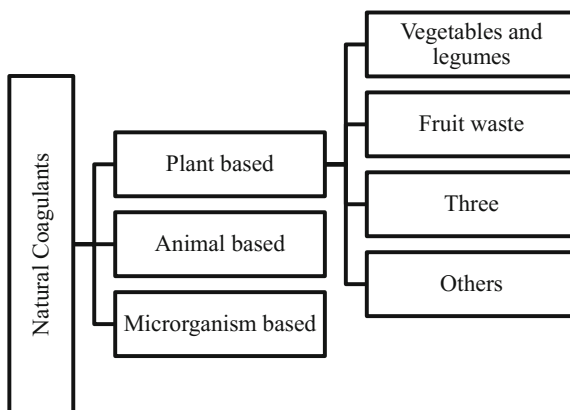 Natural Coagulants
Plant based
Animal based
Microrganism based
Vegetables and
legumes
Fruit waste
Three
Others